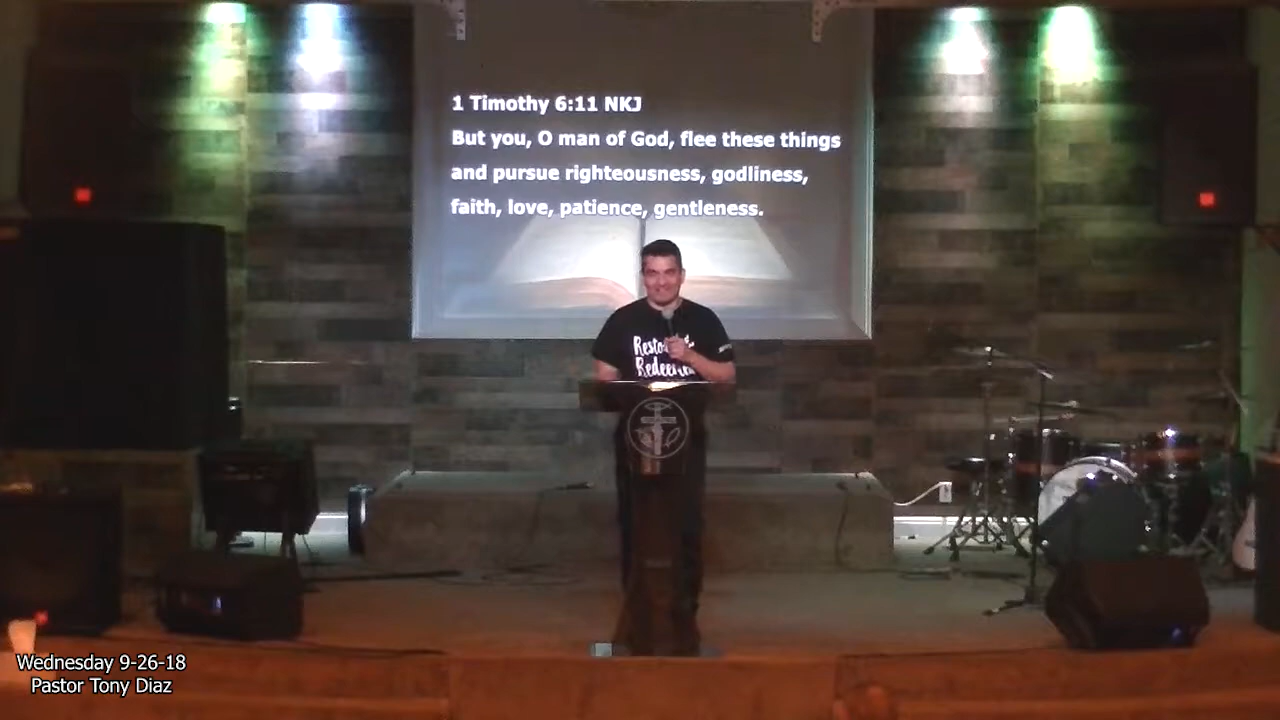 1 Timothy 6:11 NKJ
But you, O man of God, flee these things
and pursue righteousness, godliness,
faith, love, patience, gentleness.
Wednesday 9-26-18
Pastor Tony Diaz